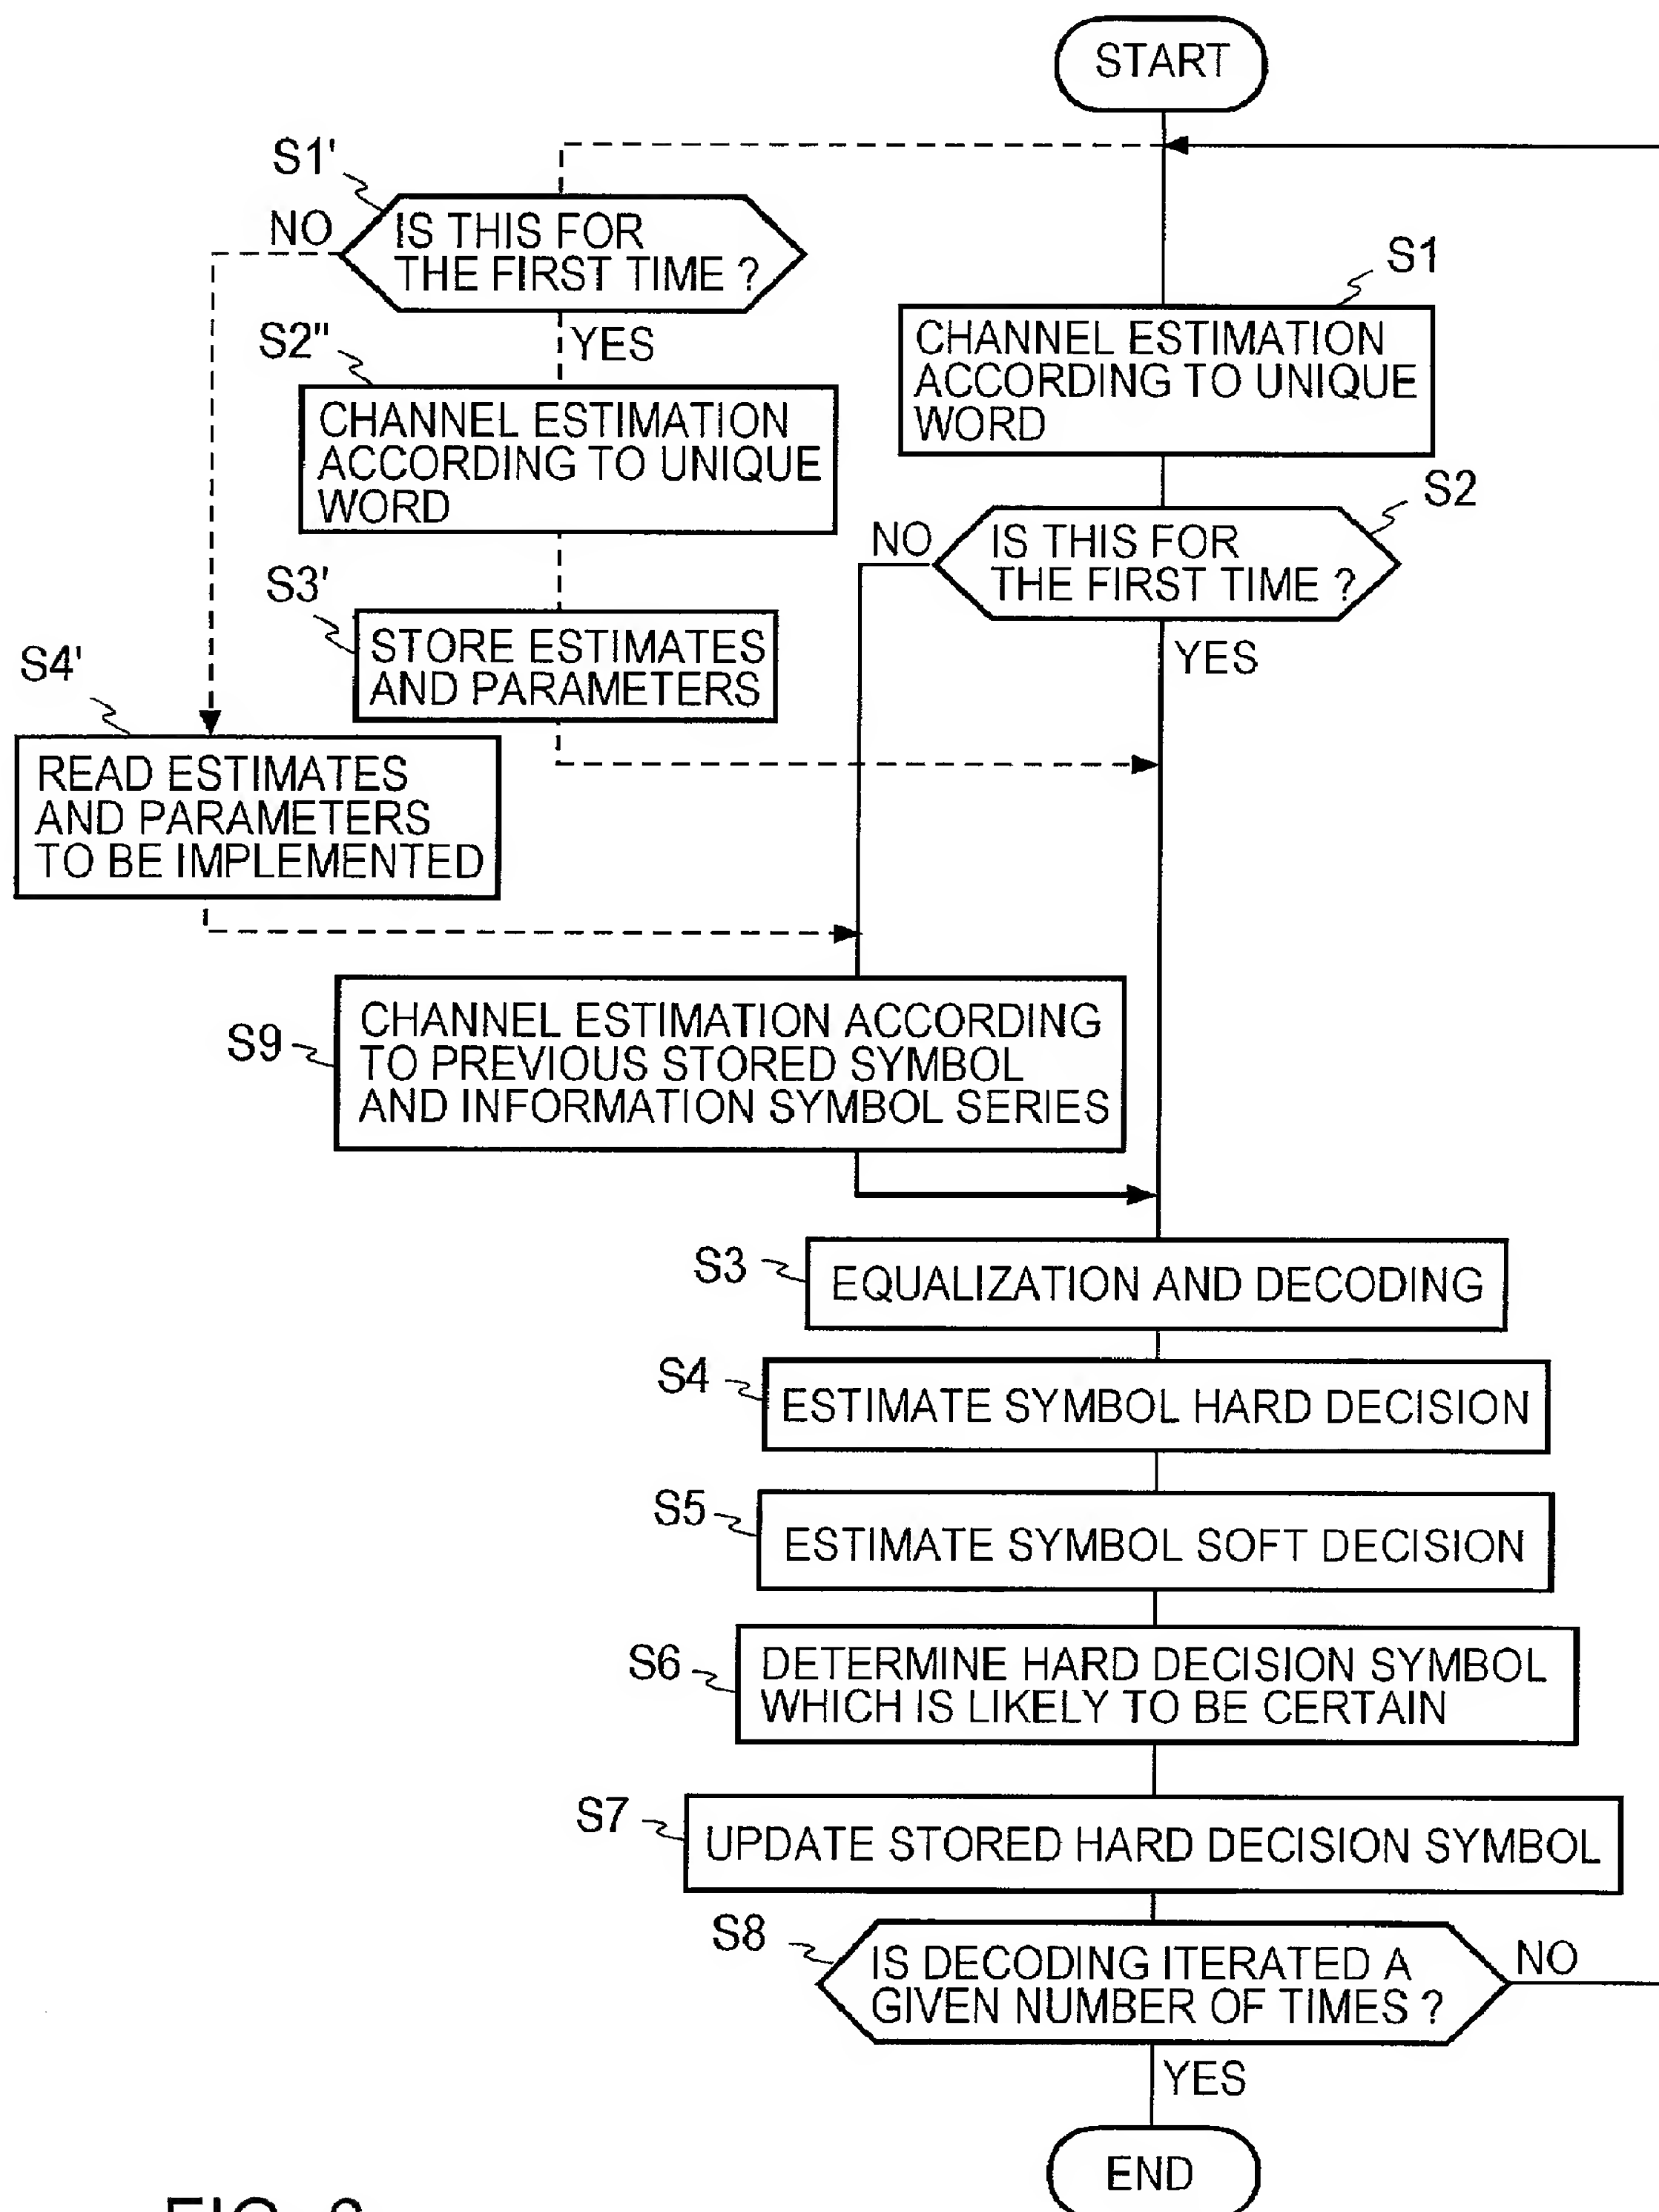 START
S1'
NO
IS THIS FOR
THE FIRST TIME ?
YES
S1
CHANNEL ESTIMATION
ACCORDING TO UNIQUE
WORD
S2"
CHANNEL ESTIMATION
ACCORDING TO UNIQUE
WORD
S2
NO
IS THIS FOR
THE FIRST TIME ?
YES
S3'
STORE ESTIMATES
AND PARAMETERS
S4'
READ ESTIMATES
AND PARAMETERS
TO BE IMPLEMENTED
S9
CHANNEL ESTIMATION ACCORDING
TO PREVIOUS STORED SYMBOL
AND INFORMATION SYMBOL SERIES
S3
EQUALIZATION AND DECODING
S4
ESTIMATE SYMBOL HARD DECISION
S5
ESTIMATE SYMBOL SOFT DECISION
S6
DETERMINE HARD DECISION SYMBOL
WHICH IS LIKELY TO BE CERTAIN
S7
UPDATE STORED HARD DECISION SYMBOL
S8
IS DECODING ITERATED A
GIVEN NUMBER OF TIMES ?
NO
YES
END
FIG.